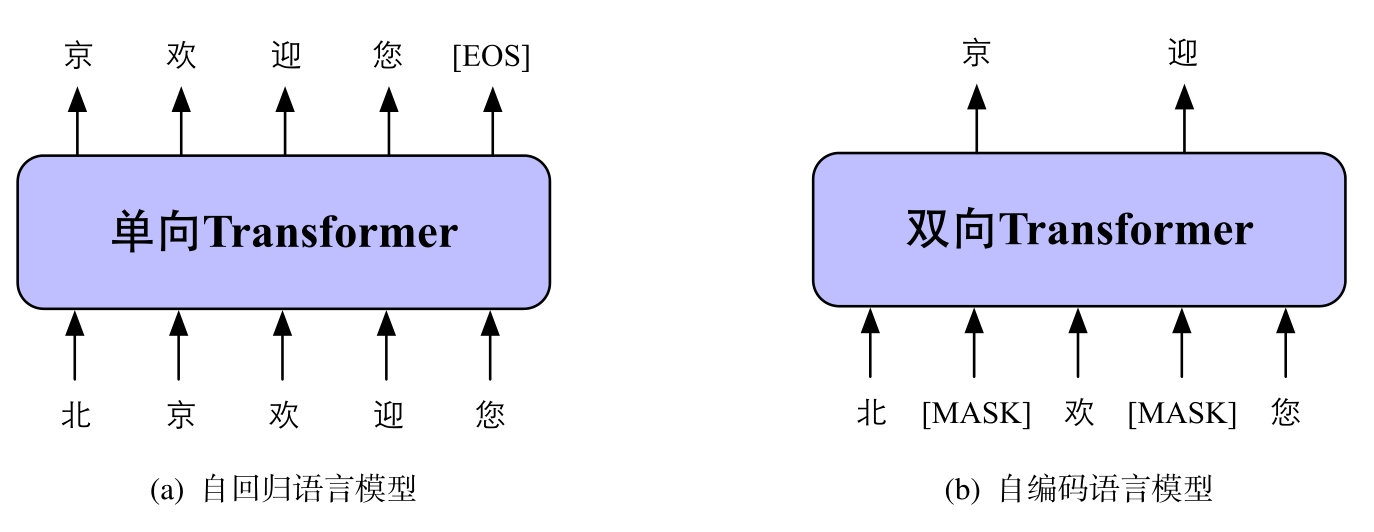 京 欢 迎 您 [EOS]
单向Transformer
北 京 欢 迎 您
(a) 自回归语言模型
京 迎
双向Transformer
北 [MASK] 欢 [MASK] 您
(b) 自编码语言模型